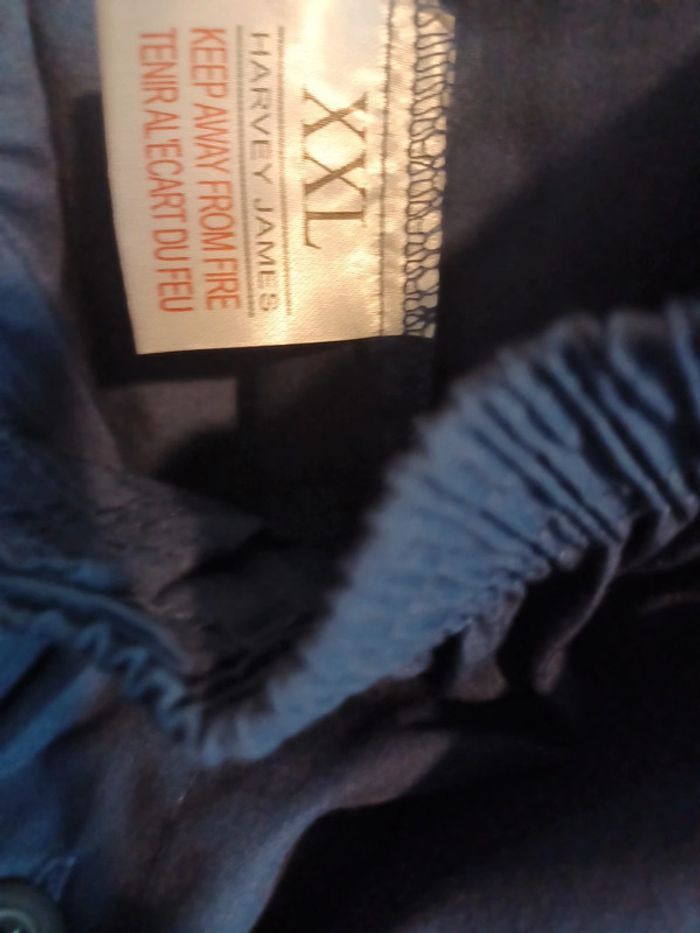 XXL
HARVEY JAMES
KEEP AWAY FROM FIRE
TENIR AL'ECART DU FEU